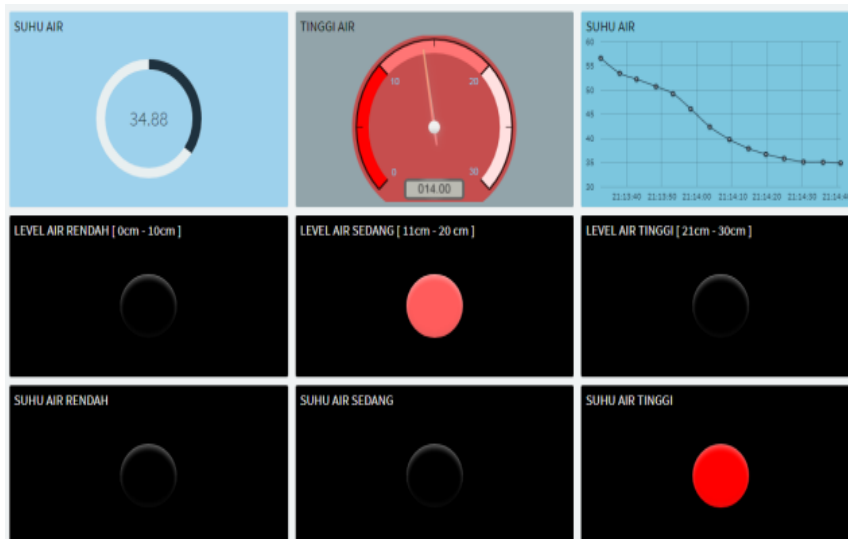 SUHU AIR
34.88
TINGGI AIR
10
20
0
30
014.00
SUHU AIR
60
55
50
45
40
35
30
21:13:40
21:13:50
21:14:00
21:14:10
21:14:20
21:14:30
21:14:40
LEVEL AIR RENDAH [ 0cm - 10cm ]
LEVEL AIR SEDANG [ 11cm - 20 cm ]
LEVEL AIR TINGGI [ 21cm - 30cm ]
SUHU AIR RENDAH
SUHU AIR SEDANG
SUHU AIR TINGGI